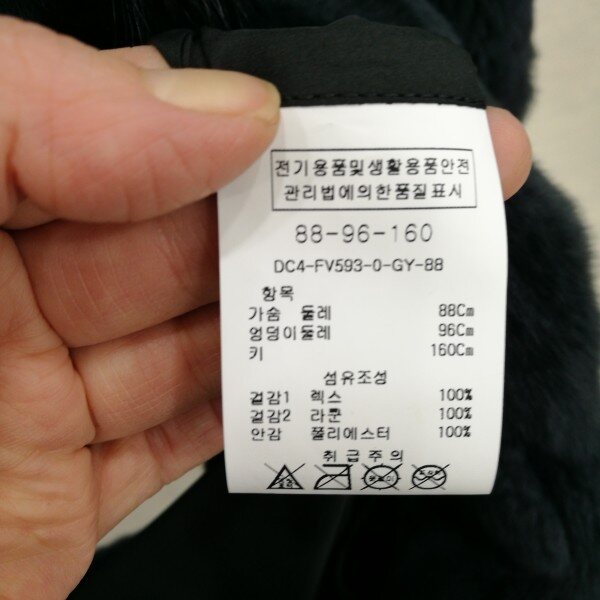 전기용품및생활용품안전
관리법에의한품질표시
88-96-160
DC4-FV593-0-GY-88
항목
가슴 둘레 88Cm
엉덩이둘레 96Cm
키 160Cm
섬유조성
겉감1 렉스 100%
겉감2 라쿤 100%
안감 폴리에스터 100%
취급주의